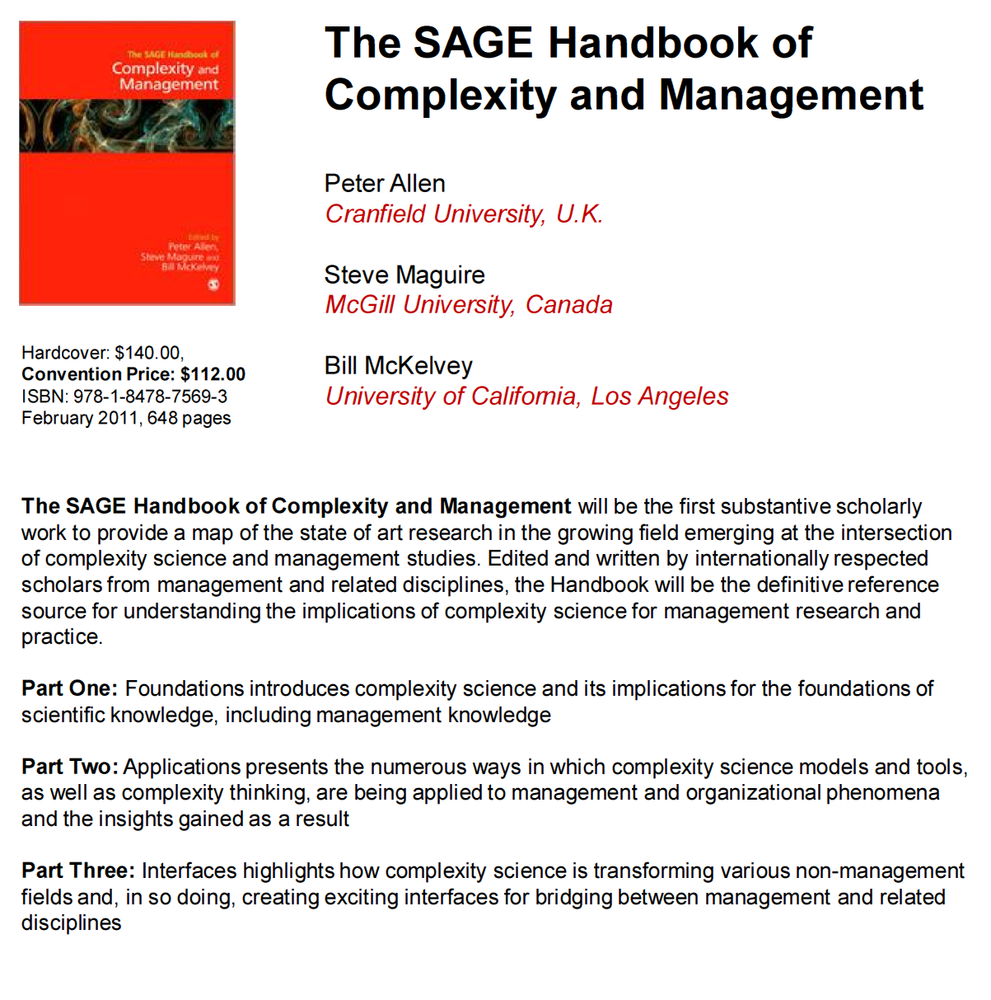 The SAGE Handbook of
Complexity and
Management
Edited by
Peter Allen,
Steve Maguire and
Bill McKelvey
The SAGE Handbook of
Complexity and Management
Peter Allen
Cranfield University, U.K.
Steve Maguire
McGill University, Canada
Bill McKelvey
University of California, Los Angeles
Hardcover: $140.00,
Convention Price: $112.00
ISBN: 978-1-8478-7569-3
February 2011, 648 pages
The SAGE Handbook of Complexity and Management will be the first substantive scholarly
work to provide a map of the state of art research in the growing field emerging at the intersection
of complexity science and management studies. Edited and written by internationally respected
scholars from management and related disciplines, the Handbook will be the definitive reference
source for understanding the implications of complexity science for management research and
practice.
Part One: Foundations introduces complexity science and its implications for the foundations of
scientific knowledge, including management knowledge
Part Two: Applications presents the numerous ways in which complexity science models and tools,
as well as complexity thinking, are being applied to management and organizational phenomena
and the insights gained as a result
Part Three: Interfaces highlights how complexity science is transforming various non-management
fields and, in so doing, creating exciting interfaces for bridging between management and related
disciplines